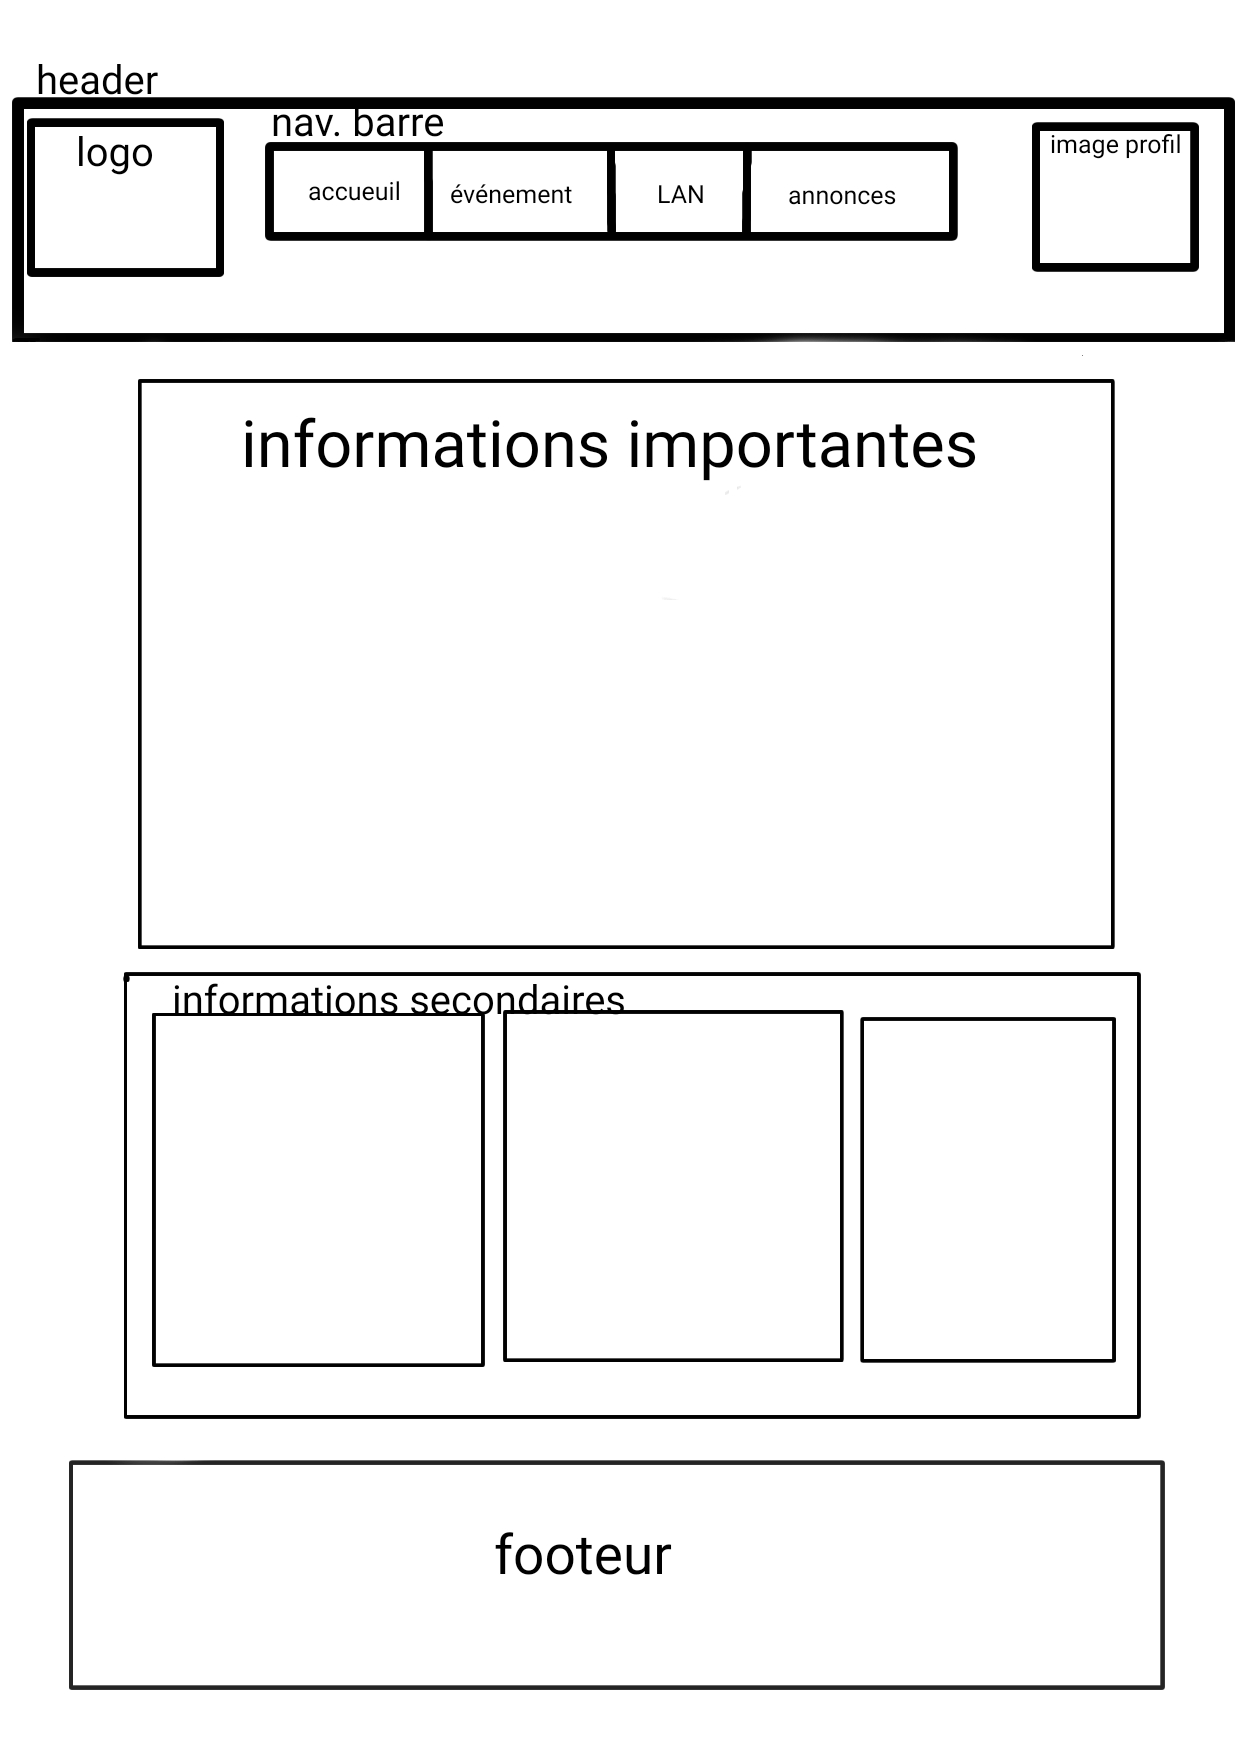 header
nav. barre
logo
image profil
accueuil
événement
LAN
annonces
informations importantes
informations secondaires
footeur